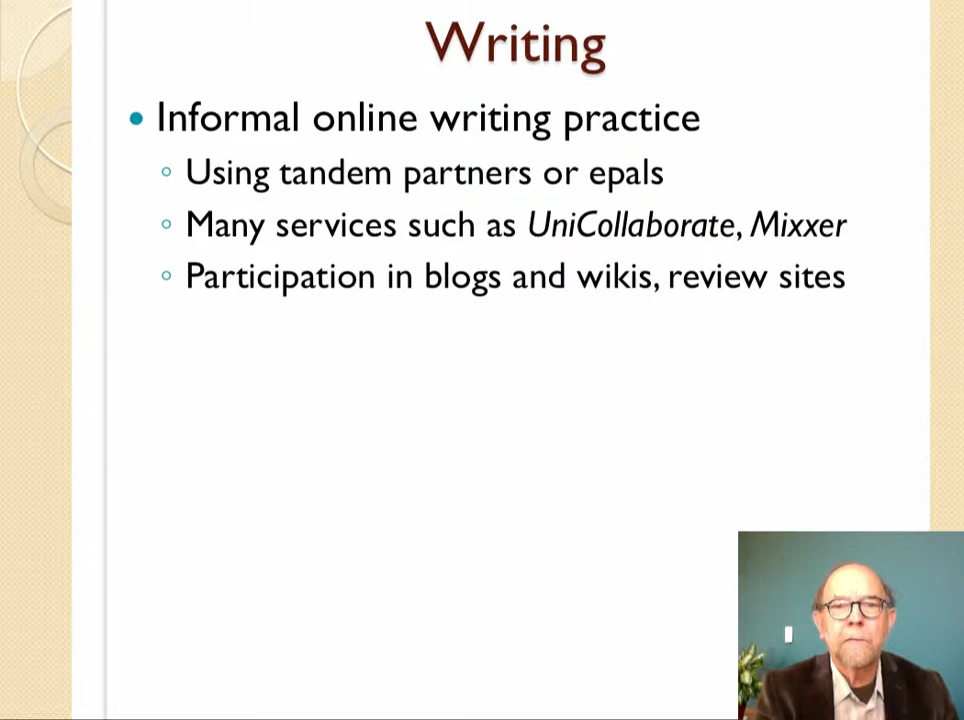 Writing
Informal online writing practice
Using tandem partners or epals
Many services such as UniCollaborate, Mixxer
Participation in blogs and wikis, review sites